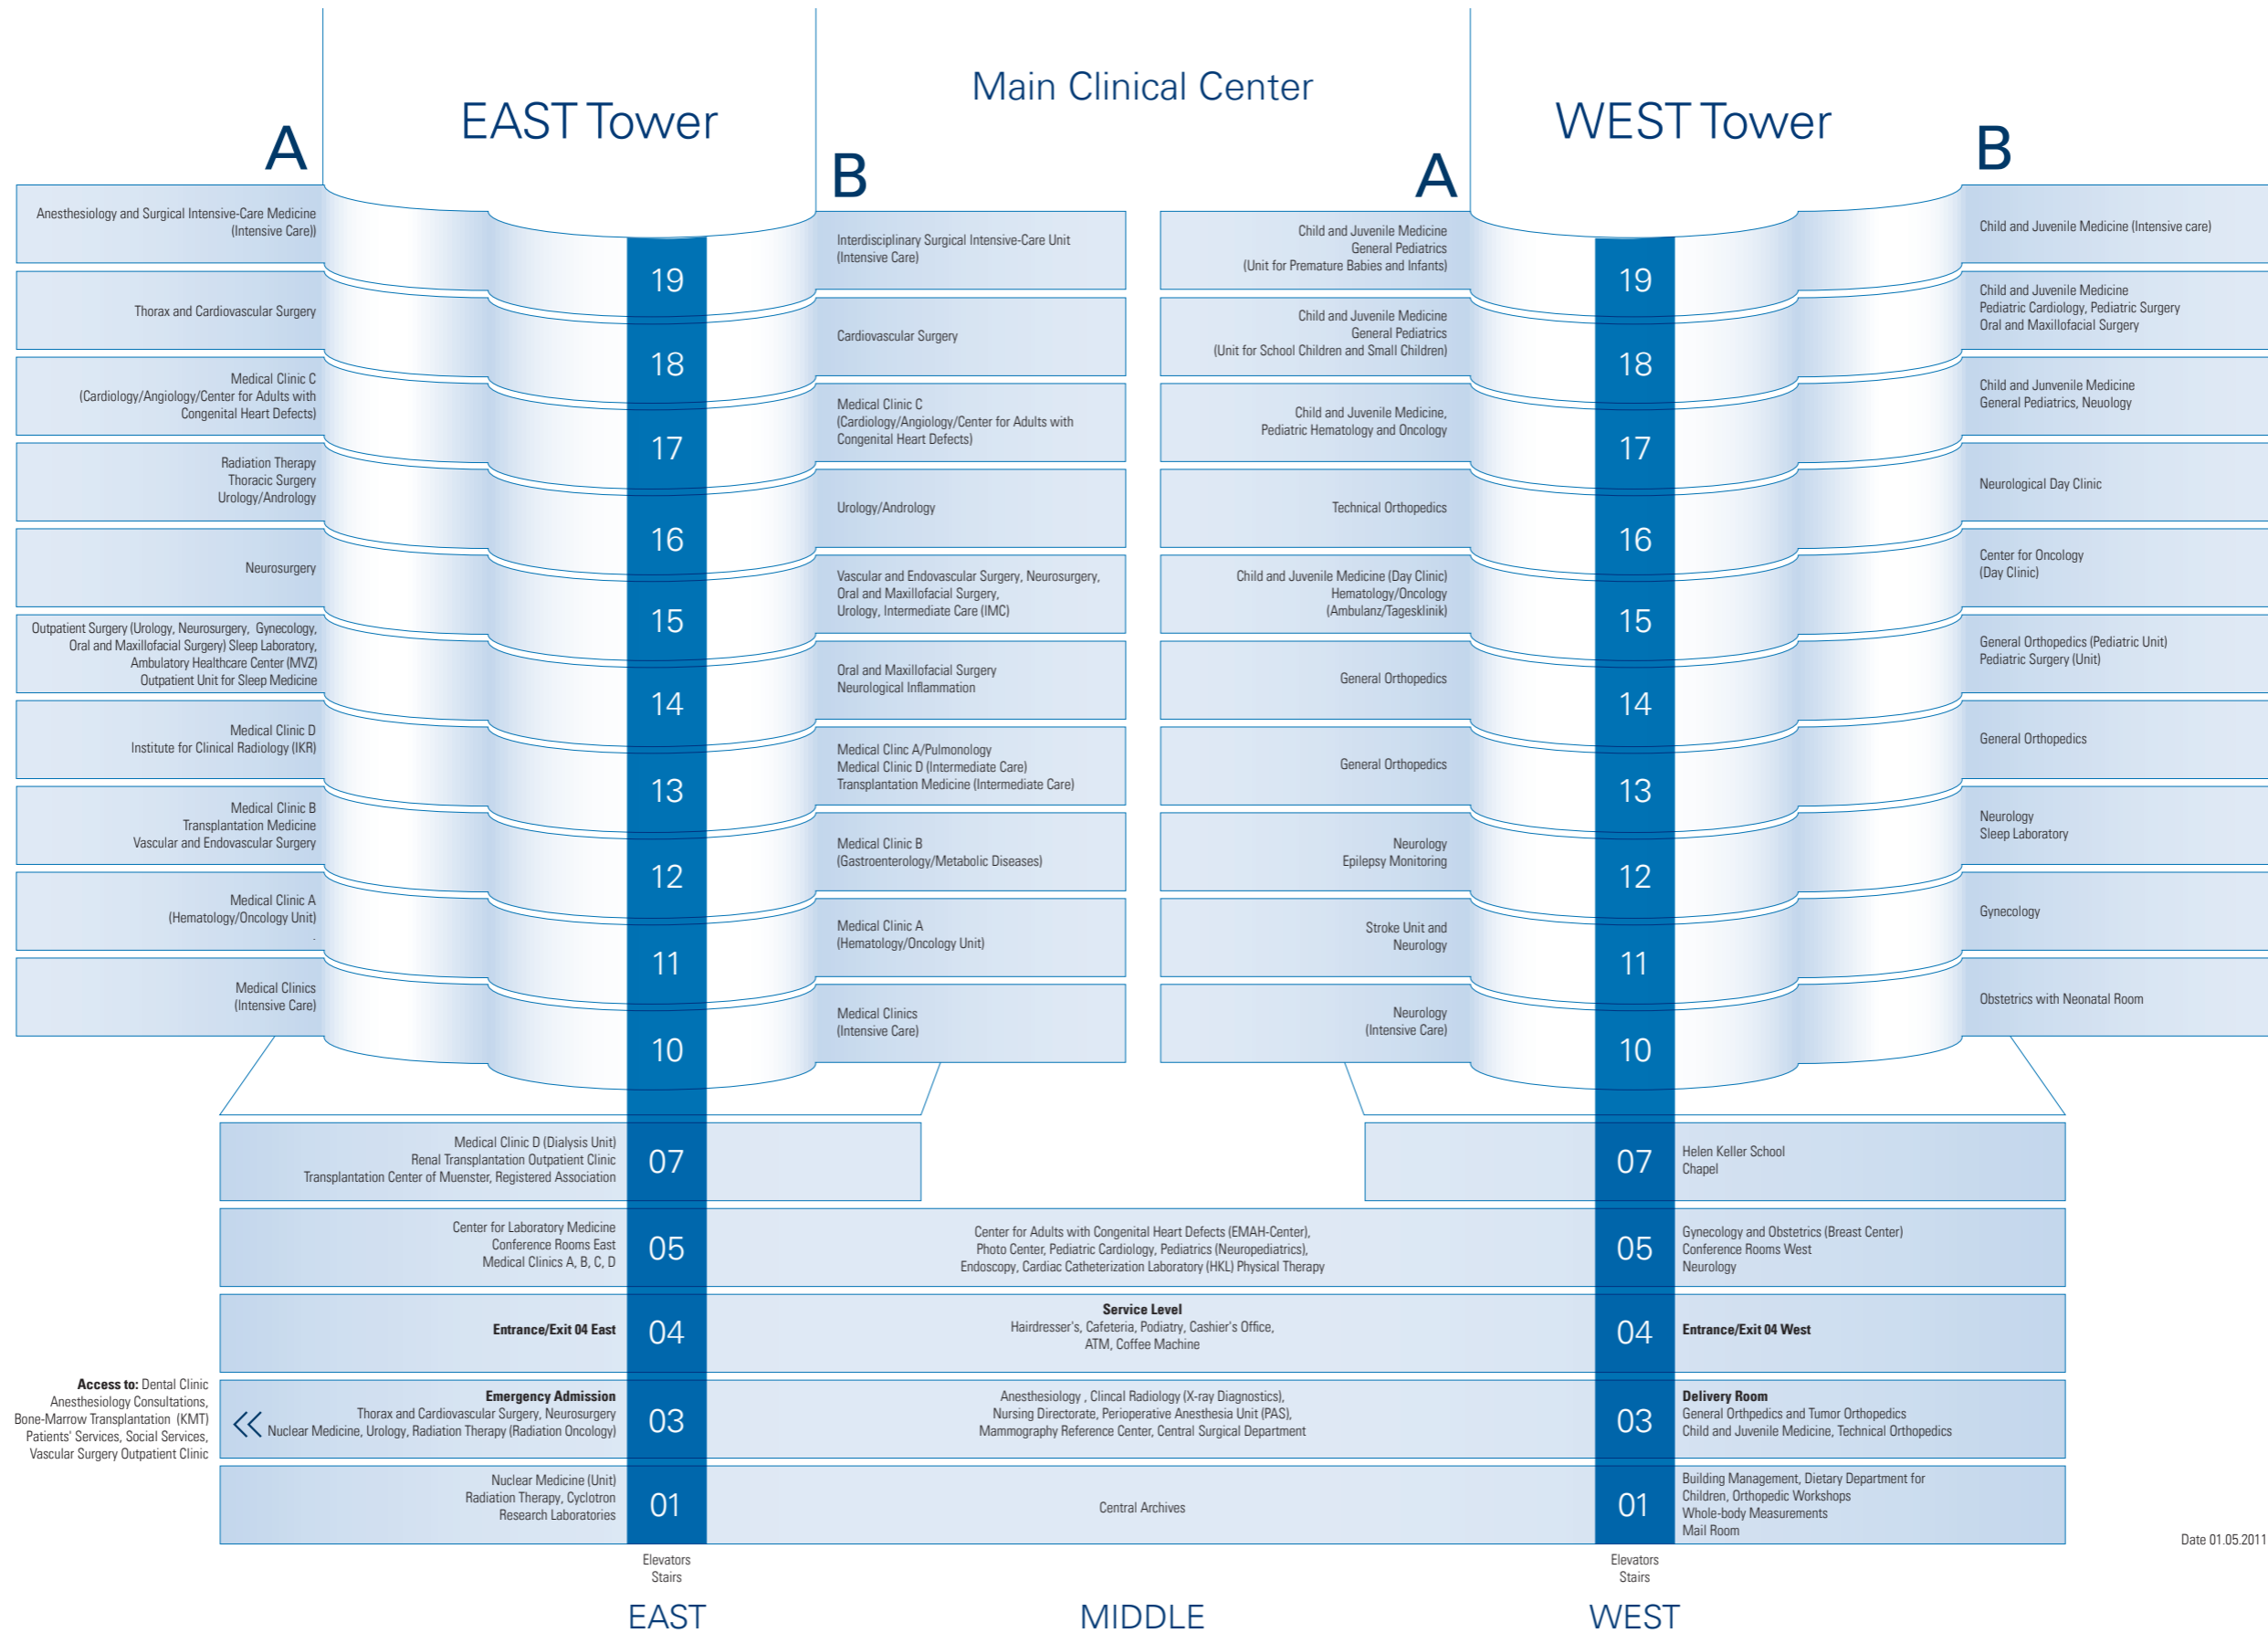 Main Clinical Center
EAST Tower
WEST Tower
A
B
A
B
Anesthesiology and Surgical Intensive-Care Medicine
(Intensive Care))
19
Interdisciplinary Surgical Intensive-Care Unit
(Intensive Care)
Child and Juvenile Medicine
General Pediatrics
(Unit for Premature Babies and Infants)
19
Child and Juvenile Medicine (Intensive care)
Thorax and Cardiovascular Surgery
18
Cardiovascular Surgery
Child and Juvenile Medicine
General Pediatrics
(Unit for School Children and Small Children)
18
Child and Juvenile Medicine
Pediatric Cardiology, Pediatric Surgery
Oral and Maxillofacial Surgery
Medical Clinic C
(Cardiology/Angiology/Center for Adults with
Congenital Heart Defects)
17
Medical Clinic C
(Cardiology/Angiology/Center for Adults with
Congenital Heart Defects)
Child and Juvenile Medicine,
Pediatric Hematology and Oncology
17
Child and Junvenile Medicine
General Pediatrics, Neuology
Radiation Therapy
Thoracic Surgery
Urology/Andrology
16
Urology/Andrology
Technical Orthopedics
16
Neurological Day Clinic
Neurosurgery
15
Vascular and Endovascular Surgery, Neurosurgery,
Oral and Maxillofacial Surgery,
Urology, Intermediate Care (IMC)
Child and Juvenile Medicine (Day Clinic)
Hematology/Oncology
(Ambulanz/Tagesklinik)
15
Center for Oncology
(Day Clinic)
Outpatient Surgery (Urology, Neurosurgery, Gynecology,
Oral and Maxillofacial Surgery) Sleep Laboratory,
Ambulatory Healthcare Center (MVZ)
Outpatient Unit for Sleep Medicine
14
Oral and Maxillofacial Surgery
Neurological Inflammation
General Orthopedics
14
General Orthopedics (Pediatric Unit)
Pediatric Surgery (Unit)
Medical Clinic D
Institute for Clinical Radiology (IKR)
13
Medical Clinc A/Pulmonology
Medical Clinic D (Intermediate Care)
Transplantation Medicine (Intermediate Care)
General Orthopedics
13
General Orthopedics
Medical Clinic B
Transplantation Medicine
Vascular and Endovascular Surgery
12
Medical Clinic B
(Gastroenterology/Metabolic Diseases)
Neurology
Epilepsy Monitoring
12
Neurology
Sleep Laboratory
Medical Clinic A
(Hematology/Oncology Unit)
.
11
Medical Clinic A
(Hematology/Oncology Unit)
Stroke Unit and
Neurology
11
Gynecology
Medical Clinics
(Intensive Care)
10
Medical Clinics
(Intensive Care)
Neurology
(Intensive Care)
10
Obstetrics with Neonatal Room
Medical Clinic D (Dialysis Unit)
Renal Transplantation Outpatient Clinic
Transplantation Center of Muenster, Registered Association
07
07
Helen Keller School
Chapel
Center for Laboratory Medicine
Conference Rooms East
Medical Clinics A, B, C, D
05
Center for Adults with Congenital Heart Defects (EMAH-Center),
Photo Center, Pediatric Cardiology, Pediatrics (Neuropediatrics),
Endoscopy, Cardiac Catheterization Laboratory (HKL) Physical Therapy
05
Gynecology and Obstetrics (Breast Center)
Conference Rooms West
Neurology
Entrance/Exit 04 East
04
Service Level
Hairdresser's, Cafeteria, Podiatry, Cashier's Office,
ATM, Coffee Machine
04
Entrance/Exit 04 West
Access to: Dental Clinic
Anesthesiology Consultations,
Bone-Marrow Transplantation (KMT)
Patients' Services, Social Services,
Vascular Surgery Outpatient Clinic
Emergency Admission
Thorax and Cardiovascular Surgery, Neurosurgery
Nuclear Medicine, Urology, Radiation Therapy (Radiation Oncology)
03
Anesthesiology , Clincal Radiology (X-ray Diagnostics),
Nursing Directorate, Perioperative Anesthesia Unit (PAS),
Mammography Reference Center, Central Surgical Department
03
Delivery Room
General Orthpedics and Tumor Orthopedics
Child and Juvenile Medicine, Technical Orthopedics
Nuclear Medicine (Unit)
Radiation Therapy, Cyclotron
Research Laboratories
01
Central Archives
01
Building Management, Dietary Department for
Children, Orthopedic Workshops
Whole-body Measurements
Mail Room
Date 01.05.2011
Elevators
Stairs
Elevators
Stairs
EAST
MIDDLE
WEST